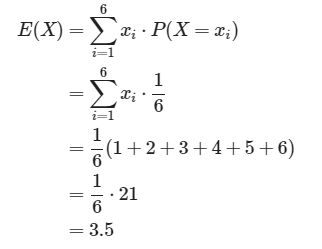 E(X) = \sum_{i=1}^{6} x_i \cdot P(X = x_i)
= \sum_{i=1}^{6} x_i \cdot \frac{1}{6}
= \frac{1}{6}(1 + 2 + 3 + 4 + 5 + 6)
= \frac{1}{6} \cdot 21
= 3.5